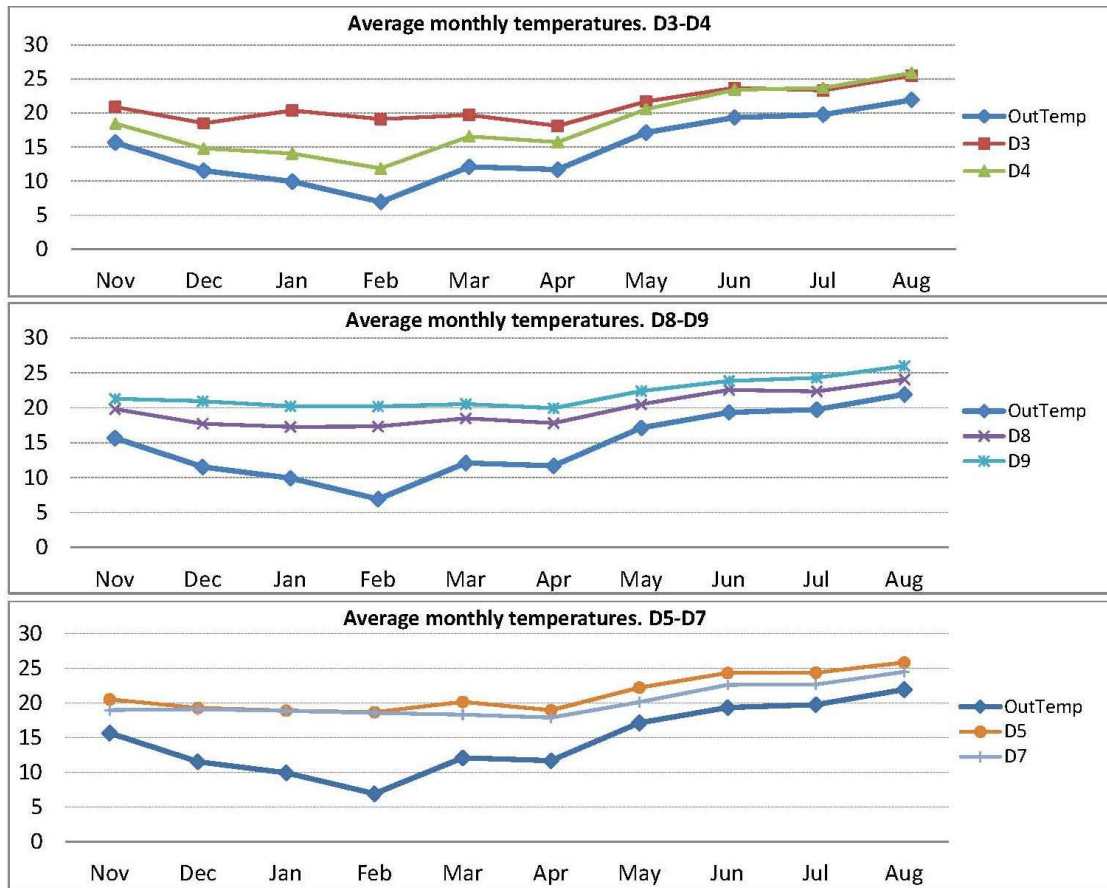 Average monthly temperatures. D3-D4
30
25
20
15
10
5
0
Nov Dec Jan Feb Mar Apr May Jun Jul Aug
OutTemp
D3
D4
Average monthly temperatures. D8-D9
30
25
20
15
10
5
0
Nov Dec Jan Feb Mar Apr May Jun Jul Aug
OutTemp
D8
D9
Average monthly temperatures. D5-D7
30
25
20
15
10
5
0
Nov Dec Jan Feb Mar Apr May Jun Jul Aug
OutTemp
D5
D7